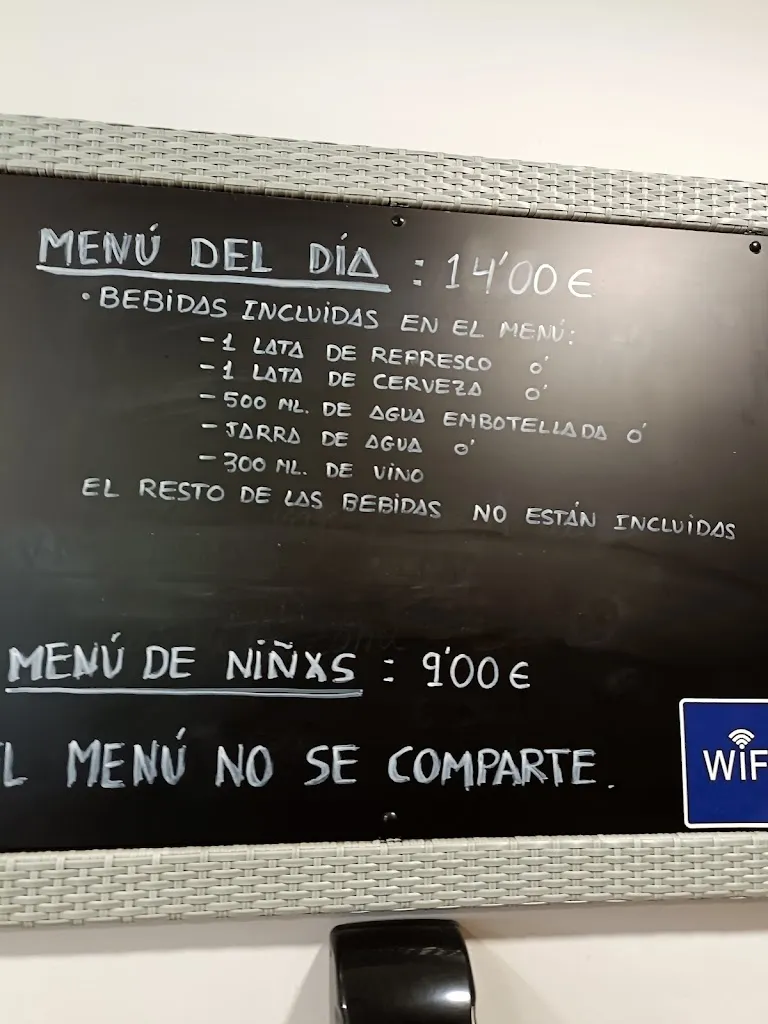 MENÚ DEL DÍA : 14'00 €
• BEBIDAS INCLUIDAS EN EL MENÚ:
- 1 LATA DE REFRESCO Ó
- 1 LATA DE CERVEZA Ó
- 500 ML. DE AGUA EMBOTELLADA Ó
- JARRA DE AGUA Ó
- 300 ML. DE VINO
EL RESTO DE LAS BEBIDAS NO ESTÁN INCLUIDAS
MENÚ DE NIÑXS : 9'00 €
L MENÚ NO SE COMPARTE.
WiF